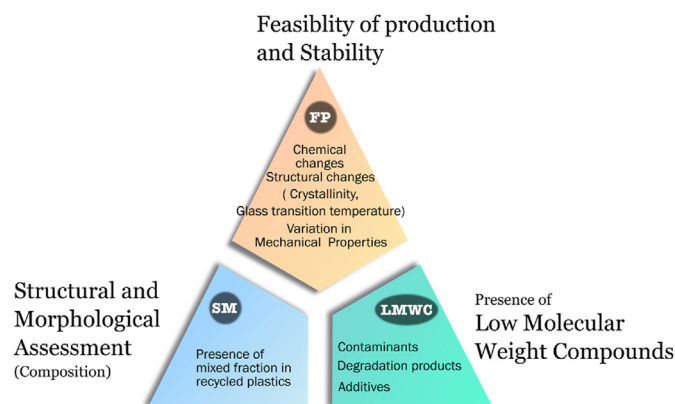 Feasiblity of production
and Stability
FP
Chemical
changes
Structural changes
( Crystallinity,
Glass transition temperature)
Variation in
Mechanical Properties
Structural and
Morphological
Assessment
(Composition)
SM
Presence of
mixed fraction in
recycled plastics
LMWC
Contaminants
Degradation products
Additives
Presence of
Low Molecular
Weight Compounds